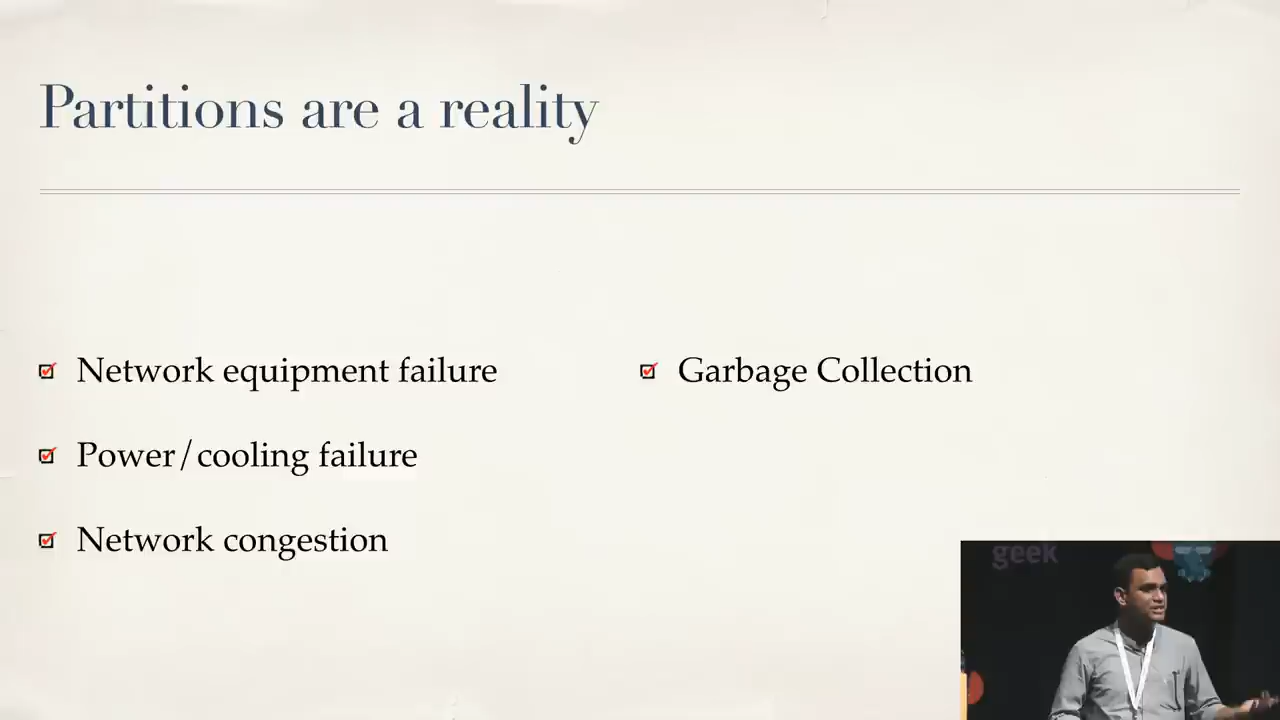 Partitions are a reality
Network equipment failure
Power/cooling failure
Network congestion
Garbage Collection
geek